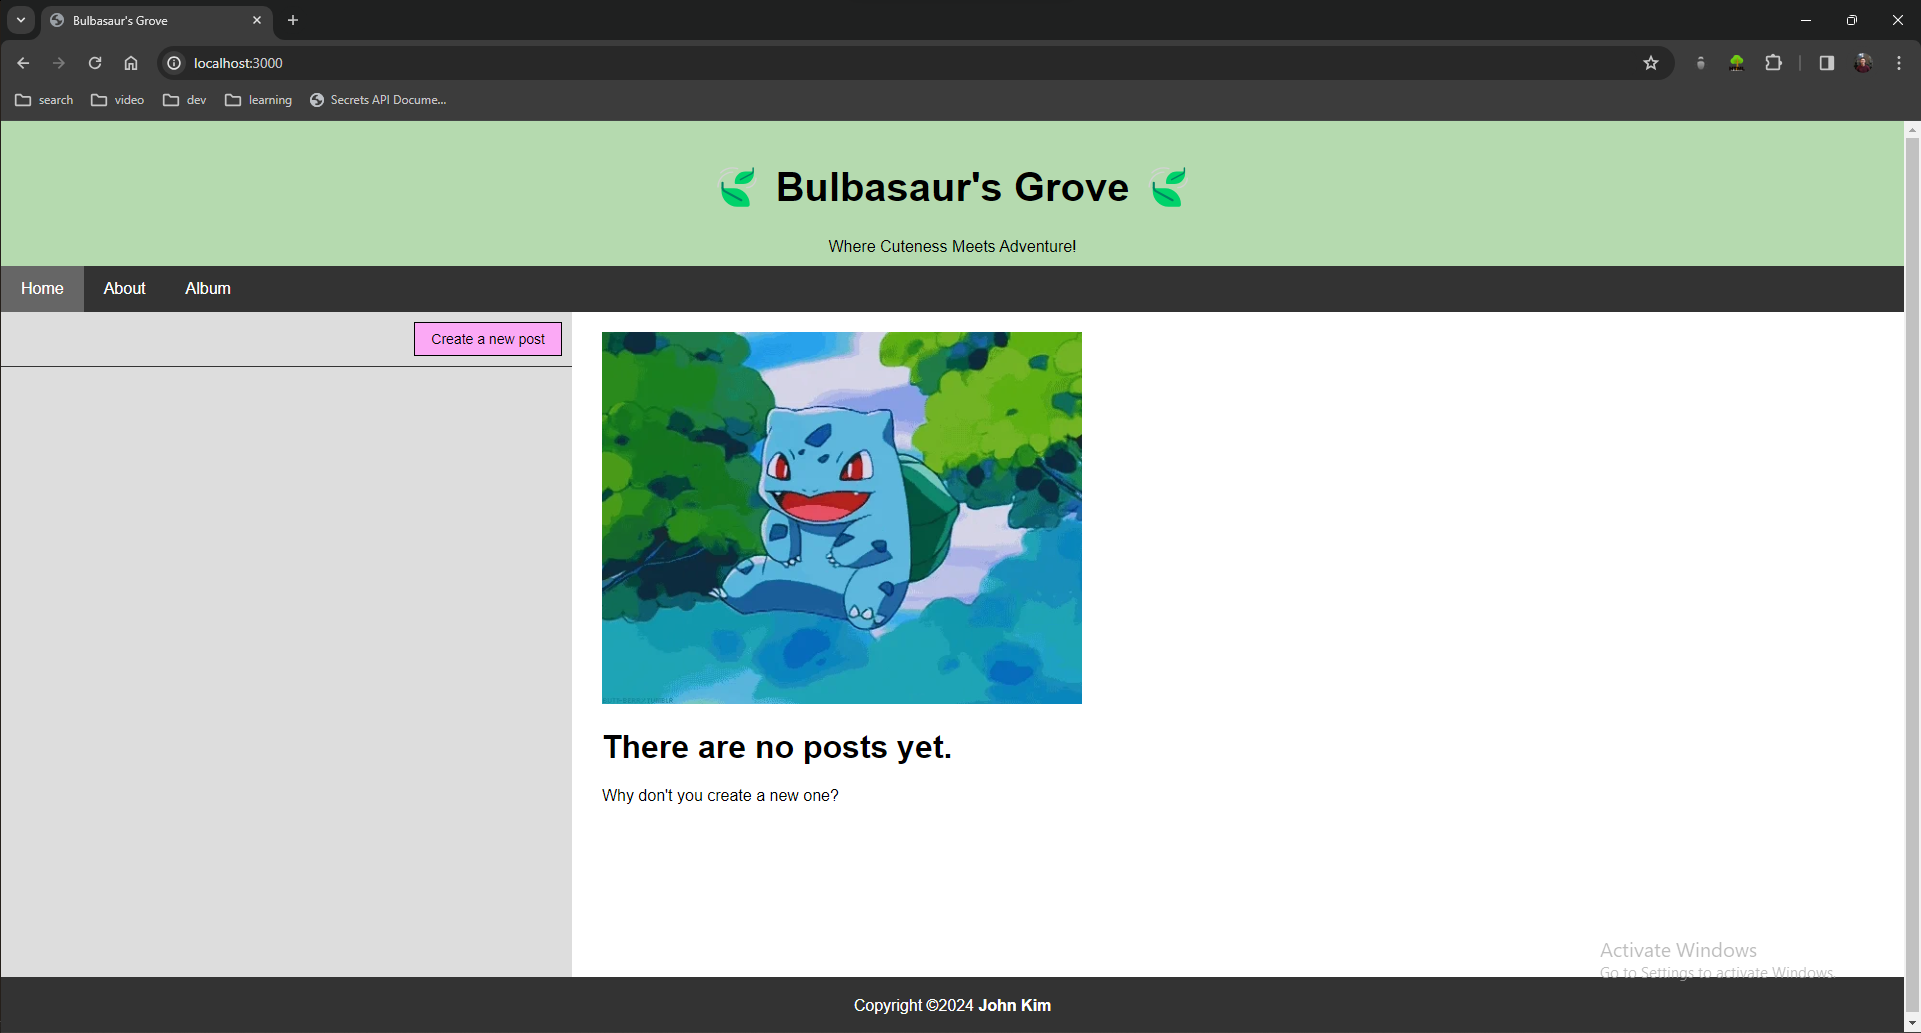 Bulbasaur's Grove
localhost:3000
search video dev learning Secrets API Docume...
Bulbasaur's Grove
Where Cuteness Meets Adventure!
Home About Album
Create a new post
There are no posts yet.
Why don't you create a new one?
Activate Windows
Go to Settings to activate Windows.
Copyright ©2024 John Kim